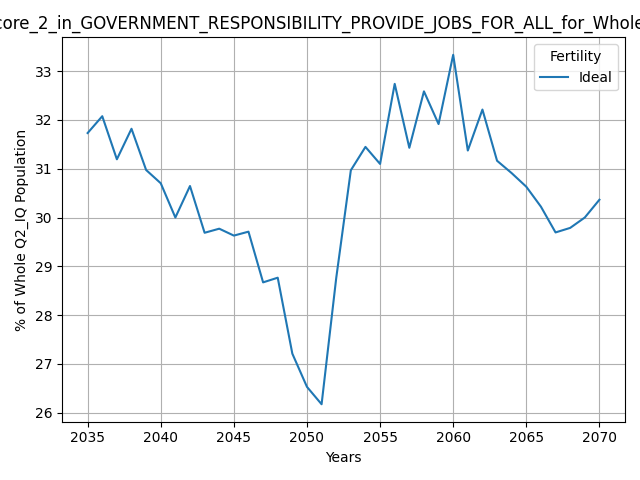 core_2_in_GOVERNMENT_RESPONSIBILITY_PROVIDE_JOBS_FOR_ALL_for_Whole
Fertility
Ideal
% of Whole Q2_IQ Population
33
32
31
30
29
28
27
26
2035 2040 2045 2050 2055 2060 2065 2070
Years